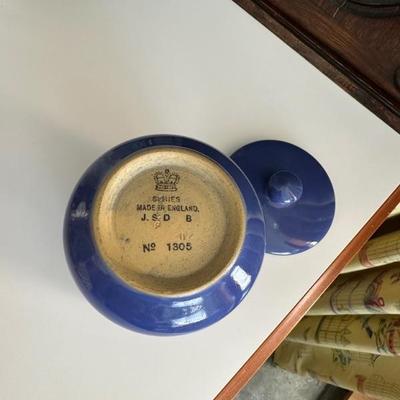 MADE IN ENGLAND.
J. S. D B
Nº 1305